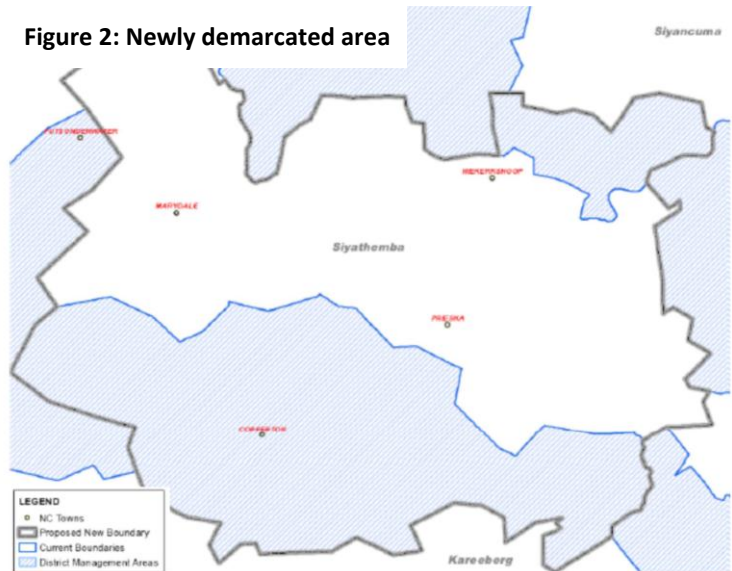 Figure 2: Newly demarcated area
Siyancuma
PUTSONDERWATER
NIEKERKSHOOP
MARYDALE
Siyathemba
PRIESKA
COPPERTON
LEGEND
NC Towns
Proposed New Boundary
Current Boundaries
District Management Areas
Kareeberg